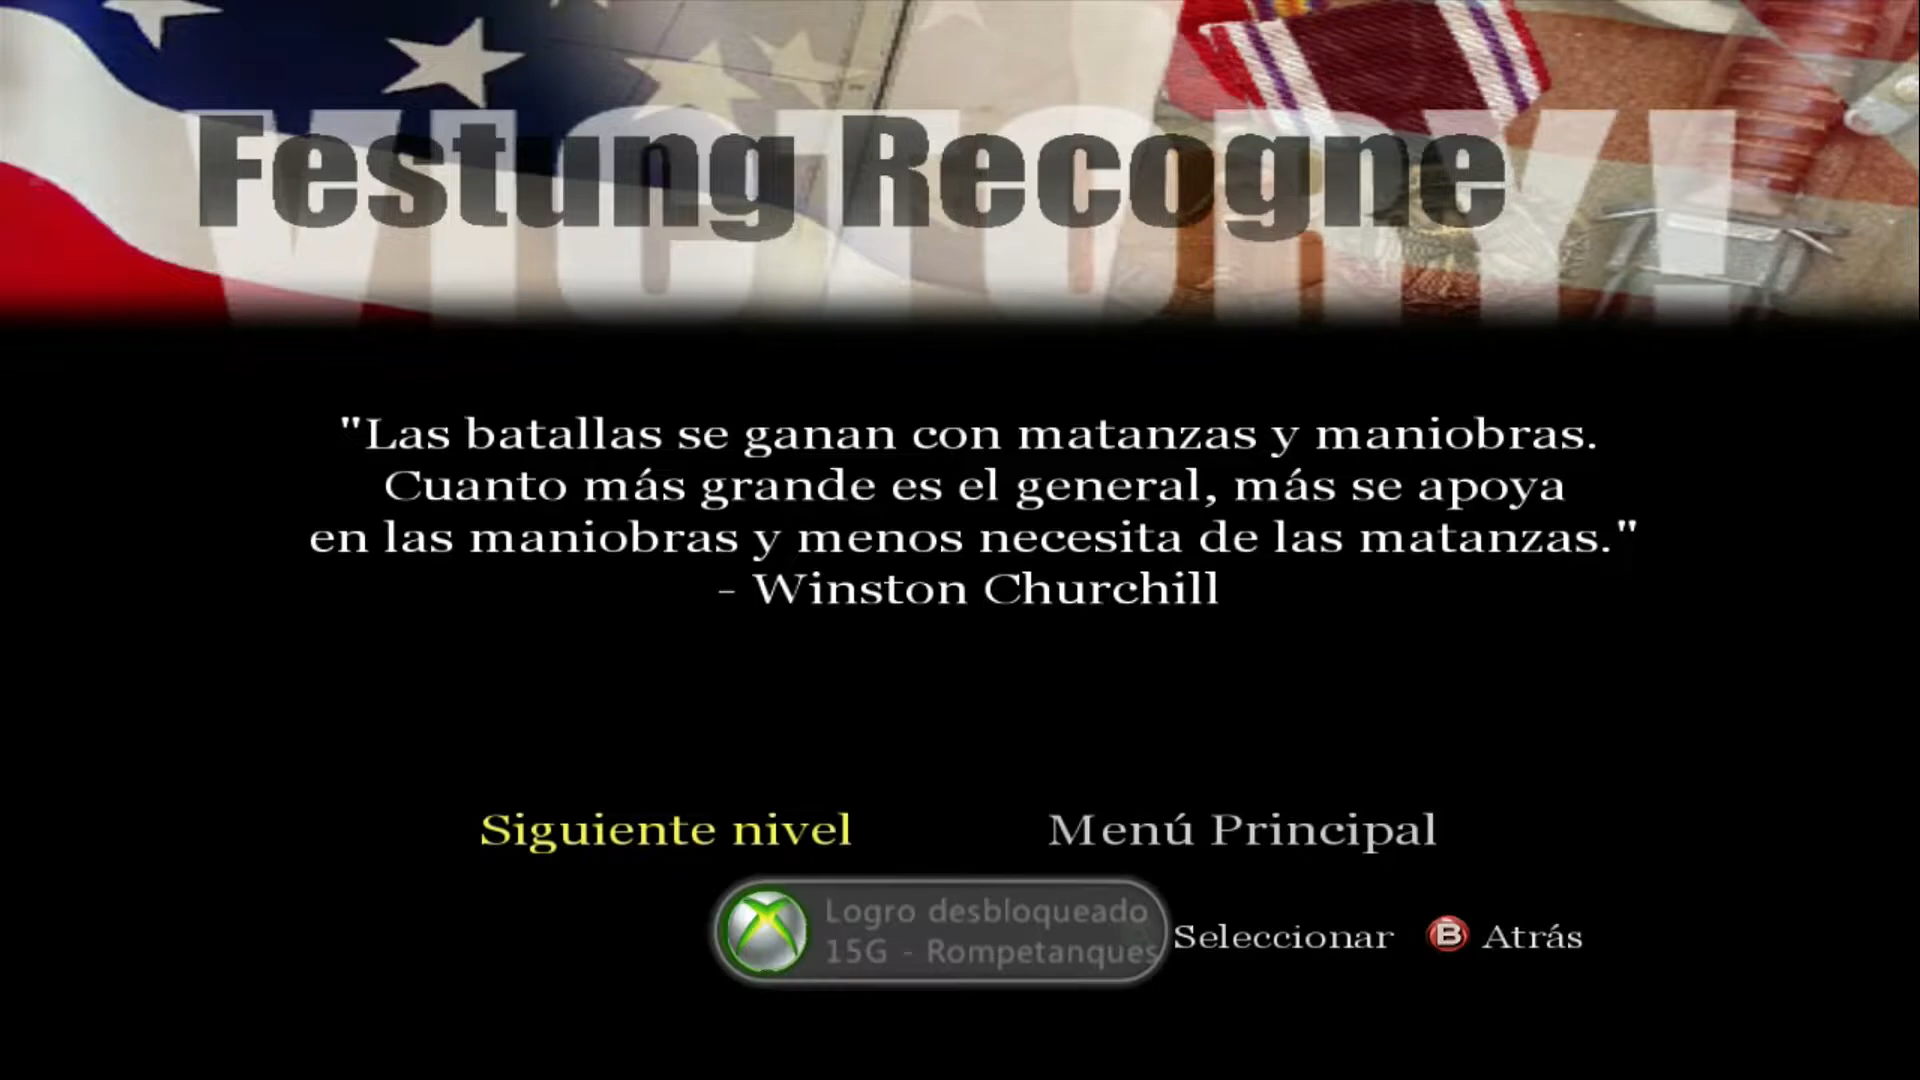 VICTORY!
Festung Recogne
"Las batallas se ganan con matanzas y maniobras.
Cuanto más grande es el general, más se apoya
en las maniobras y menos necesita de las matanzas."
- Winston Churchill
Siguiente nivel
Menú Principal
Logro desbloqueado
15G - Rompetanques
Seleccionar
B Atrás